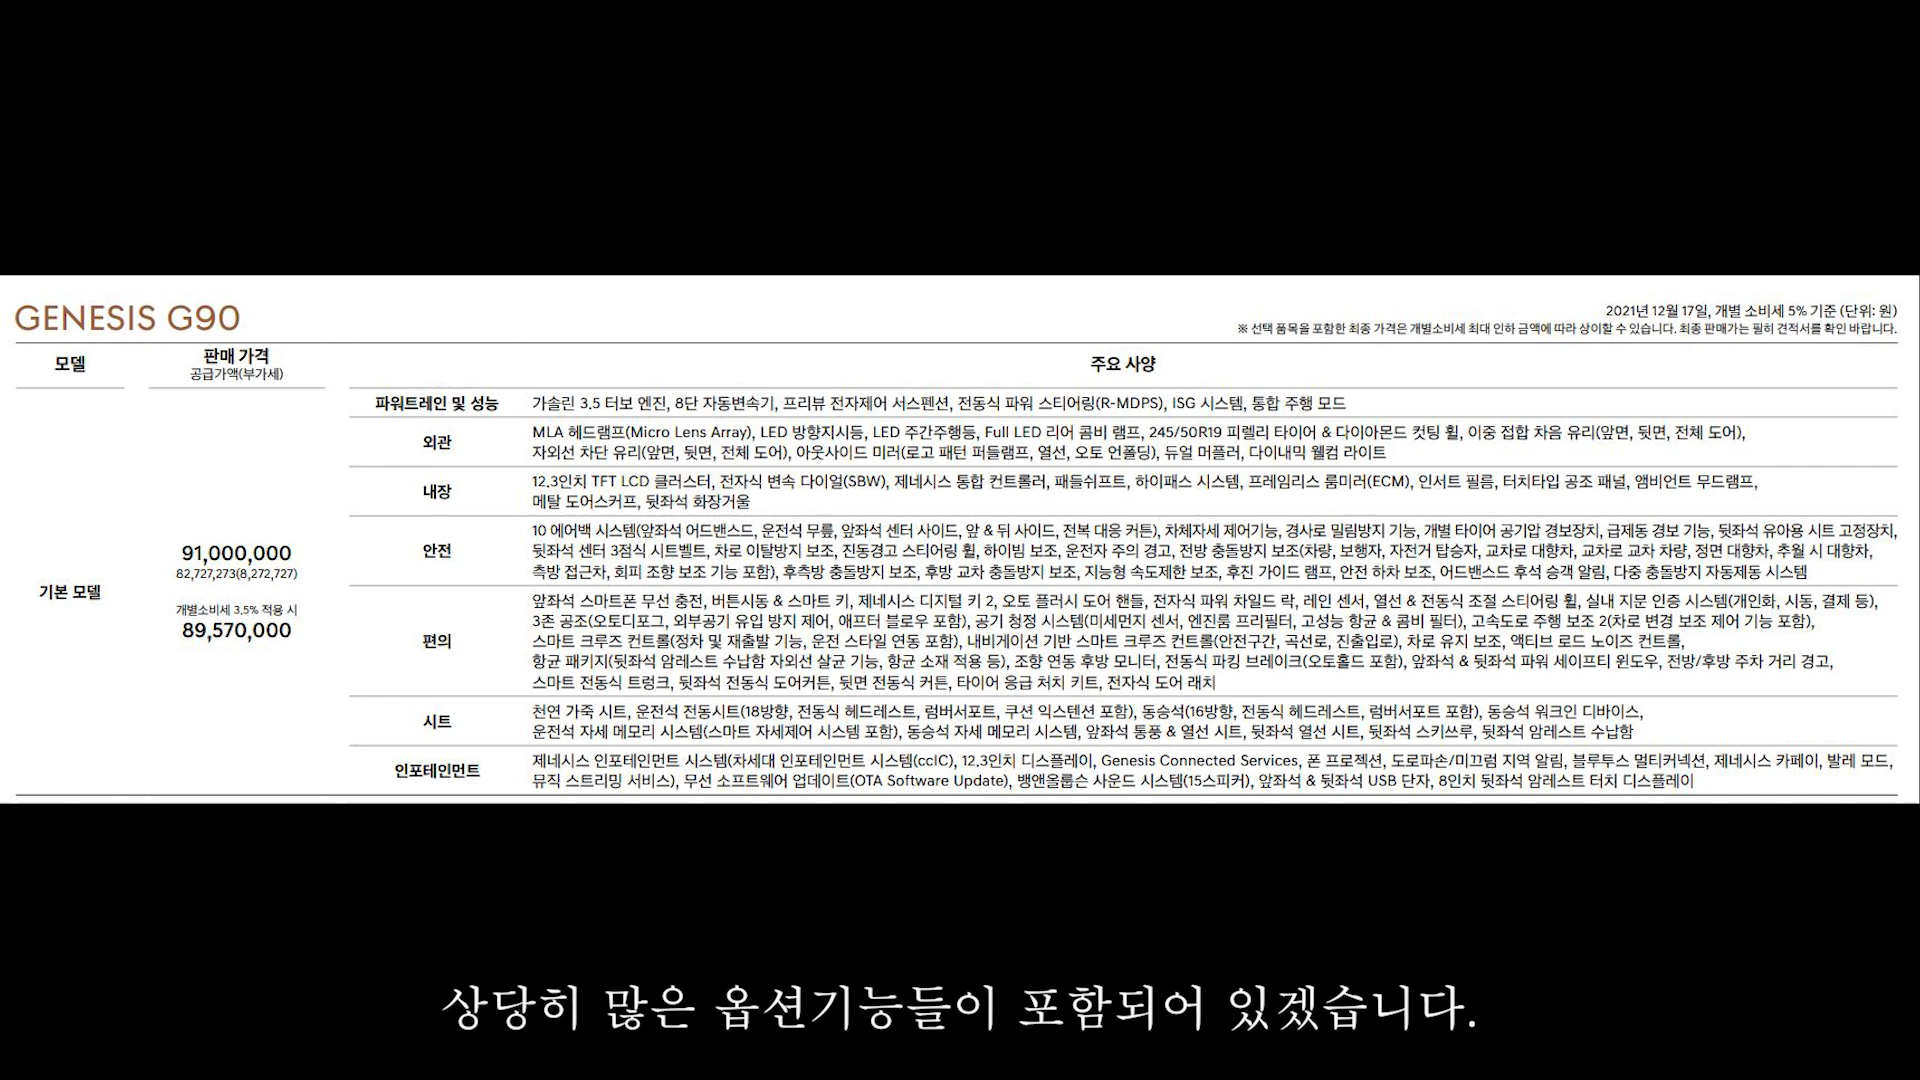 GENESIS G90
2021년 12월 17일, 개별 소비세 5% 기준 (단위: 원)
※ 선택 품목을 포함한 최종 가격은 개별소비세 최대 인하 금액에 따라 상이할 수 있습니다. 최종 판매가는 필히 견적서를 확인 바랍니다.
모델
판매 가격
공급가액(부가세)
주요 사양
기본 모델
91,000,000
82,727,273(8,272,727)
개별소비세 3.5% 적용 시
89,570,000
파워트레인 및 성능
가솔린 3.5 터보 엔진, 8단 자동변속기, 프리뷰 전자제어 서스펜션, 전동식 파워 스티어링(R-MDPS), ISG 시스템, 통합 주행 모드
외관
MLA 헤드램프(Micro Lens Array), LED 방향지시등, LED 주간주행등, Full LED 리어 콤비 램프, 245/50R19 피렐리 타이어 & 다이아몬드 컷팅 휠, 이중 접합 차음 유리(앞면, 뒷면, 전체 도어),
자외선 차단 유리(앞면, 뒷면, 전체 도어), 아웃사이드 미러(로고 패턴 퍼들램프, 열선, 오토 언폴딩), 듀얼 머플러, 다이내믹 웰컴 라이트
내장
12.3인치 TFT LCD 클러스터, 전자식 변속 다이얼(SBW), 제네시스 통합 컨트롤러, 패들쉬프트, 하이패스 시스템, 프레임리스 룸미러(ECM), 인서트 필름, 터치타입 공조 패널, 앰비언트 무드램프,
메탈 도어스커프, 뒷좌석 화장거울
안전
10 에어백 시스템(앞좌석 어드밴스드, 운전석 무릎, 앞좌석 센터 사이드, 앞 & 뒤 사이드, 전복 대응 커튼), 차체자세 제어기능, 경사로 밀림방지 기능, 개별 타이어 공기압 경보장치, 급제동 경보 기능, 뒷좌석 유아용 시트 고정장치,
뒷좌석 센터 3점식 시트벨트, 차로 이탈방지 보조, 진동경고 스티어링 휠, 하이빔 보조, 운전자 주의 경고, 전방 충돌방지 보조(차량, 보행자, 자전거 탑승자, 교차로 대향차, 교차로 교차 차량, 정면 대향차, 추월 시 대향차,
측방 접근차, 회피 조향 보조 기능 포함), 후측방 충돌방지 보조, 후방 교차 충돌방지 보조, 지능형 속도제한 보조, 후진 가이드 램프, 안전 하차 보조, 어드밴스드 후석 승객 알림, 다중 충돌방지 자동제동 시스템
편의
앞좌석 스마트폰 무선 충전, 버튼시동 & 스마트 키, 제네시스 디지털 키 2, 오토 플러시 도어 핸들, 전자식 파워 차일드 락, 레인 센서, 열선 & 전동식 조절 스티어링 휠, 실내 지문 인증 시스템(개인화, 시동, 결제 등),
3존 공조(오토디포그, 외부공기 유입 방지 제어, 애프터 블로우 포함), 공기 청정 시스템(미세먼지 센서, 엔진룸 프리필터, 고성능 항균 & 콤비 필터), 고속도로 주행 보조 2(차로 변경 보조 제어 기능 포함),
스마트 크루즈 컨트롤(정차 및 재출발 기능, 운전 스타일 연동 포함), 내비게이션 기반 스마트 크루즈 컨트롤(안전구간, 곡선로, 진출입로), 차로 유지 보조, 액티브 로드 노이즈 컨트롤,
항균 패키지(뒷좌석 암레스트 수납함 자외선 살균 기능, 항균 소재 적용 등), 조향 연동 후방 모니터, 전동식 파킹 브레이크(오토홀드 포함), 앞좌석 & 뒷좌석 파워 세이프티 윈도우, 전방/후방 주차 거리 경고,
스마트 전동식 트렁크, 뒷좌석 전동식 도어커튼, 뒷면 전동식 커튼, 타이어 응급 처치 키트, 전자식 도어 래치
시트
천연 가죽 시트, 운전석 전동시트(18방향, 전동식 헤드레스트, 럼버서포트, 쿠션 익스텐션 포함), 동승석(16방향, 전동식 헤드레스트, 럼버서포트 포함), 동승석 워크인 디바이스,
운전석 자세 메모리 시스템(스마트 자세제어 시스템 포함), 동승석 자세 메모리 시스템, 앞좌석 통풍 & 열선 시트, 뒷좌석 열선 시트, 뒷좌석 스키쓰루, 뒷좌석 암레스트 수납함
인포테인먼트
제네시스 인포테인먼트 시스템(차세대 인포테인먼트 시스템(ccIC), 12.3인치 디스플레이, Genesis Connected Services, 폰 프로젝션, 도로파손/미끄럼 지역 알림, 블루투스 멀티커넥션, 제네시스 카페이, 발레 모드,
뮤직 스트리밍 서비스), 무선 소프트웨어 업데이트(OTA Software Update), 뱅앤올룹슨 사운드 시스템(15스피커), 앞좌석 & 뒷좌석 USB 단자, 8인치 뒷좌석 암레스트 터치 디스플레이
상당히 많은 옵션기능들이 포함되어 있겠습니다.